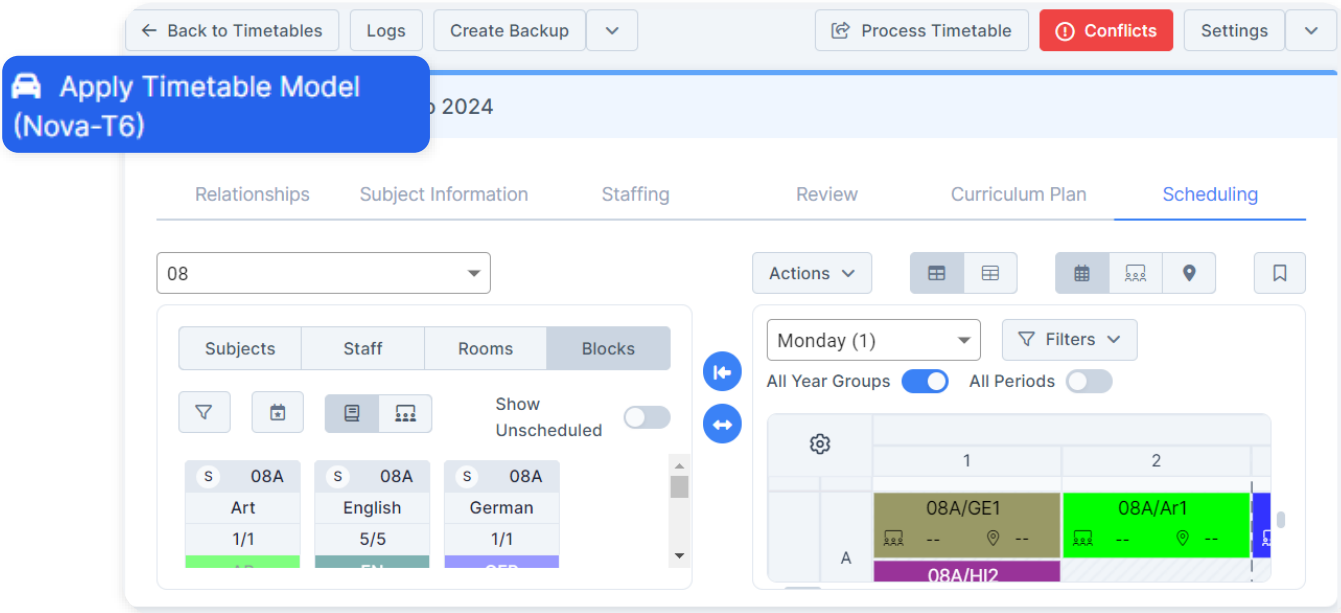 Back to Timetables Logs Create Backup Process Timetable Conflicts Settings
Apply Timetable Model
(Nova-T6)
2024
Relationships Subject Information Staffing Review Curriculum Plan Scheduling
08 Actions
Subjects Staff Rooms Blocks
Monday (1) Filters
All Year Groups All Periods
Show
Unscheduled
S 08A S 08A S 08A
Art English German
1/1 5/5 1/1
1 2
08A/GE1 08A/Ar1
-- -- -- --
A
08A/HI2